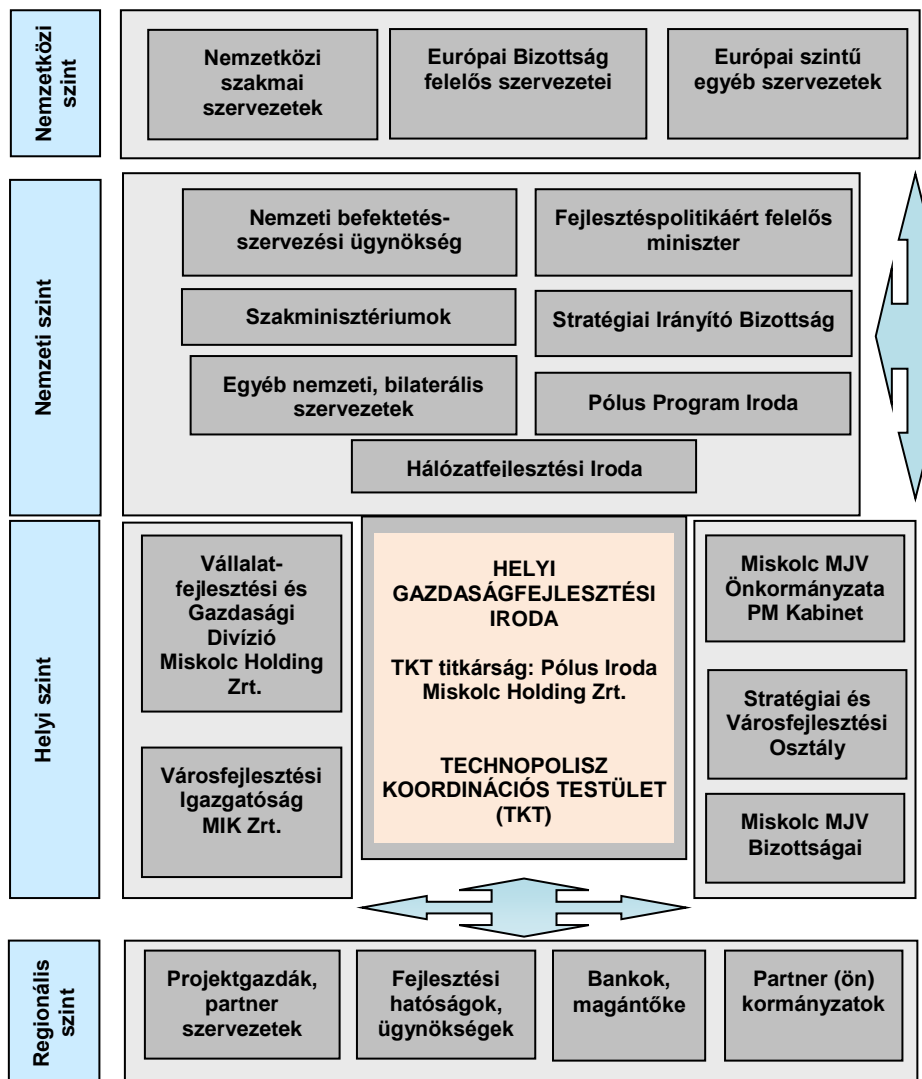 Nemzetközi
szint
Nemzetközi
szakmai
szervezetek
Európai Bizottság
felelős szervezetei
Európai szintű
egyéb szervezetek
Nemzeti szint
Nemzeti befektetés-
szervezési ügynökség
Fejlesztéspolitikáért felelős
miniszter
Szakminisztériumok
Stratégiai Irányító Bizottság
Egyéb nemzeti, bilaterális
szervezetek
Pólus Program Iroda
Hálózatfejlesztési Iroda
Helyi szint
Vállalat-
fejlesztési és
Gazdasági
Divízió
Miskolc Holding
Zrt.
Városfejlesztési
Igazgatóság
MIK Zrt.
HELYI
GAZDASÁGFEJLESZTÉSI
IRODA
TKT titkárság: Pólus Iroda
Miskolc Holding Zrt.
TECHNOPOLISZ
KOORDINÁCIÓS TESTÜLET
(TKT)
Miskolc MJV
Önkormányzata
PM Kabinet
Stratégiai és
Városfejlesztési
Osztály
Miskolc MJV
Bizottságai
Regionális
szint
Projektgazdák,
partner
szervezetek
Fejlesztési
hatóságok,
ügynökségek
Bankok,
magántőke
Partner (ön)
kormányzatok